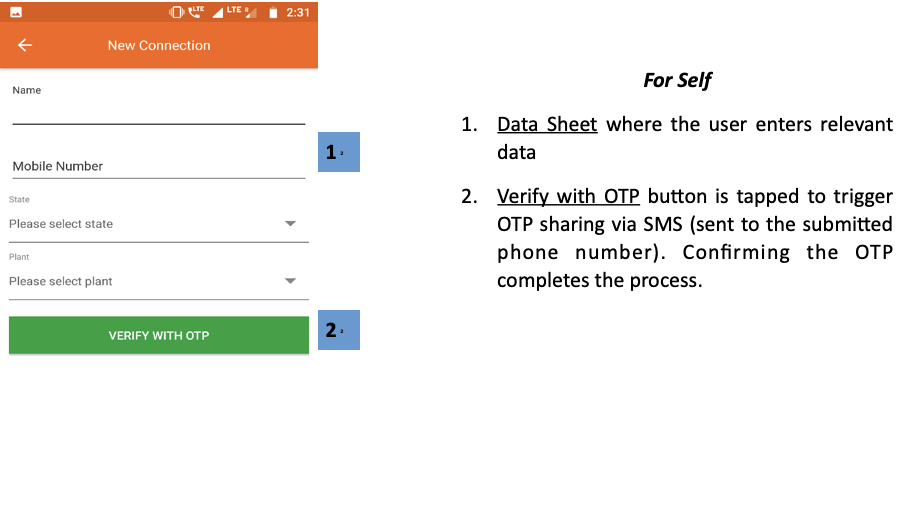 LTE LTE R 2:31
New Connection
Name
Mobile Number
State
Please select state
Plant
Please select plant
VERIFY WITH OTP
1
2
For Self
1. Data Sheet where the user enters relevant
data
2. Verify with OTP button is tapped to trigger
OTP sharing via SMS (sent to the submitted
phone number). Confirming the OTP
completes the process.